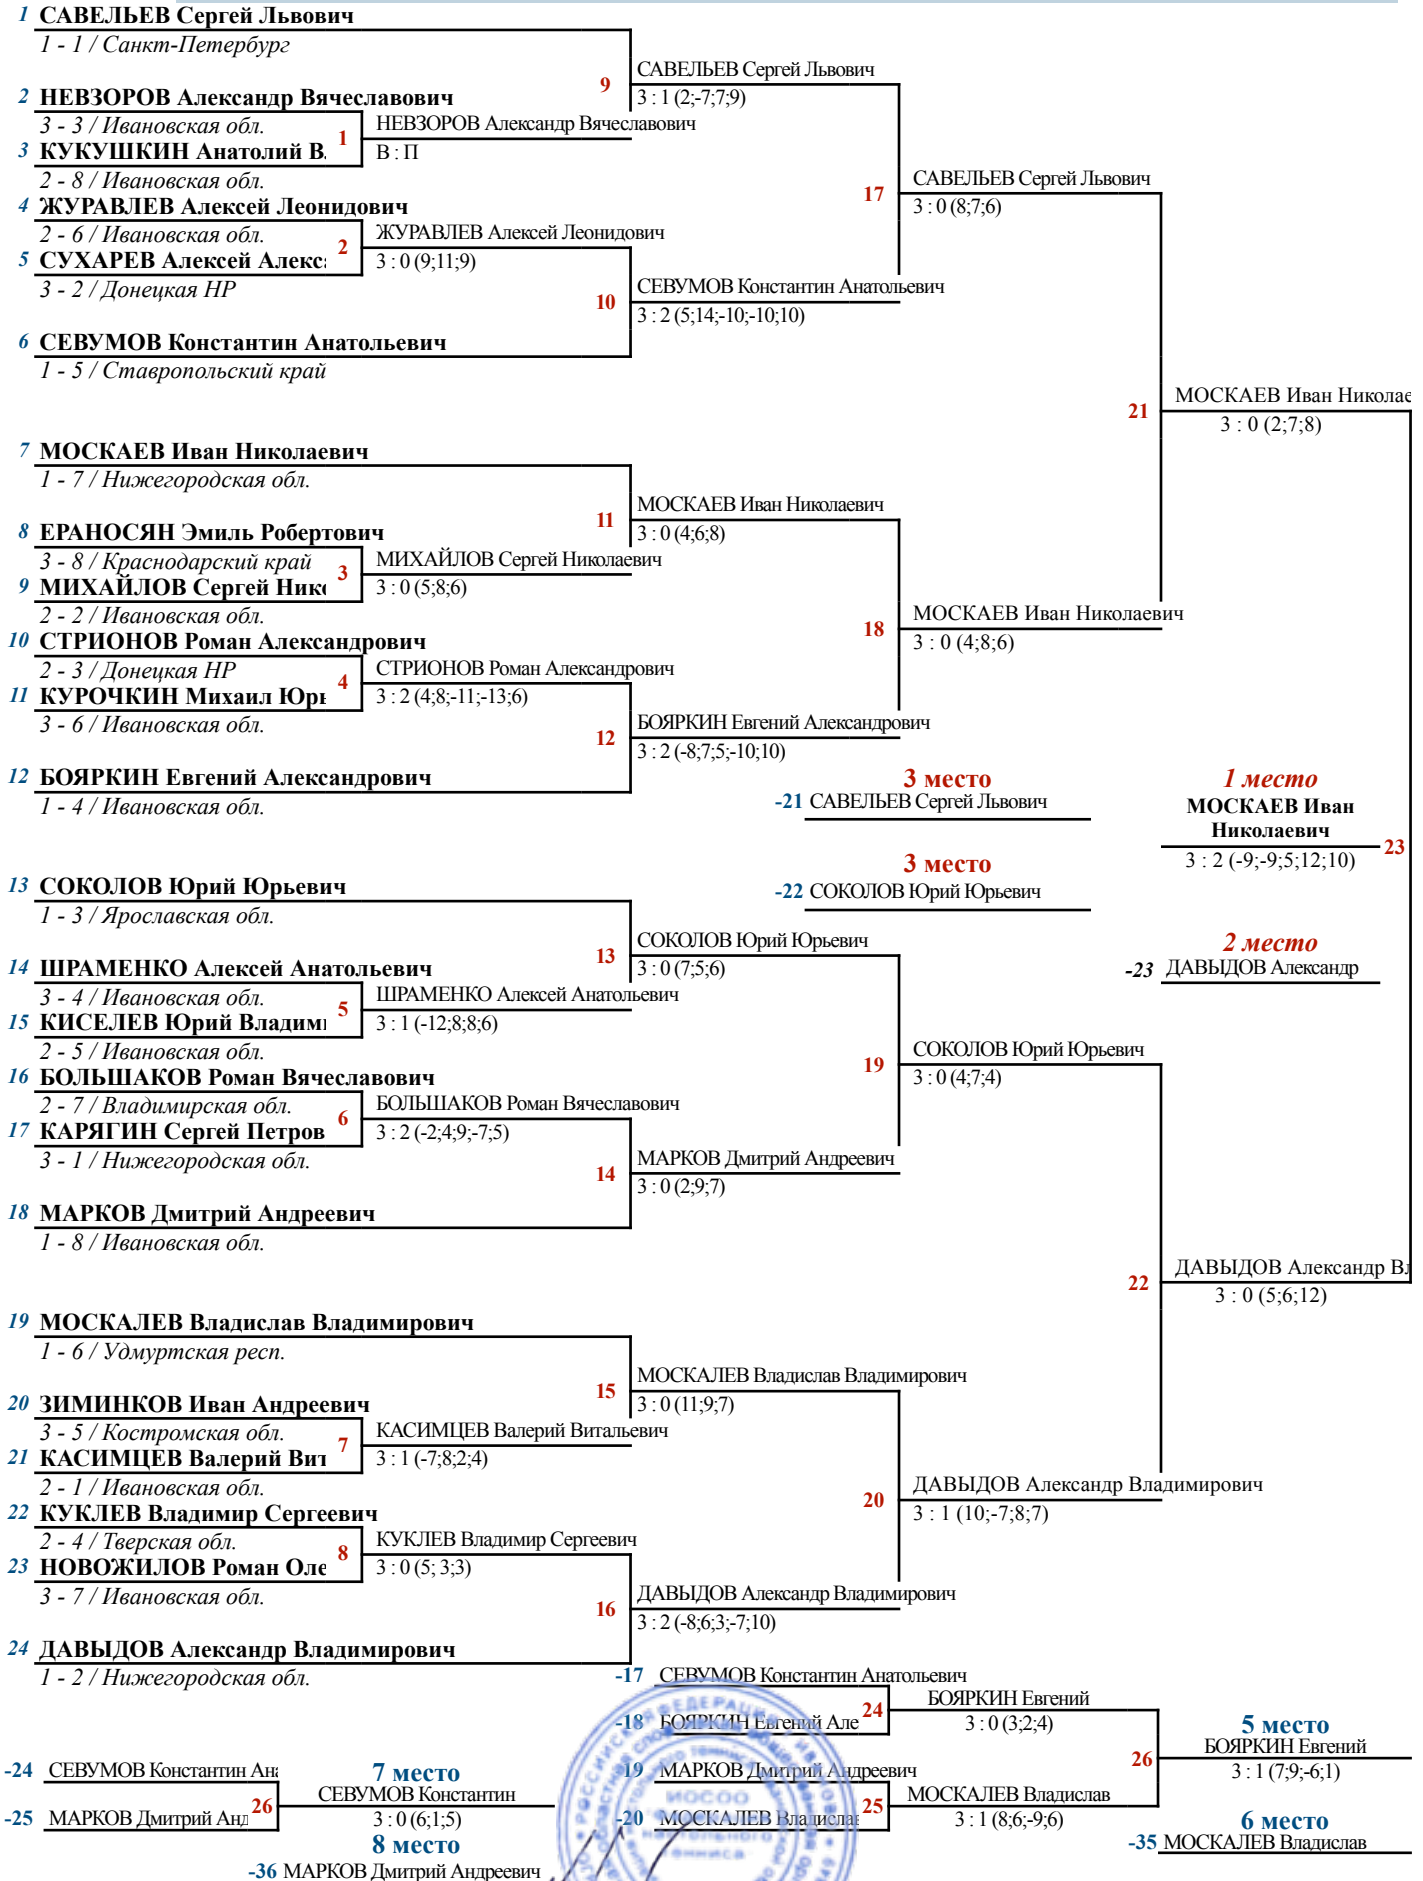 1 САВЕЛЬЕВ Сергей Львович
1 - 1 / Санкт-Петербург
9 САВЕЛЬЕВ Сергей Львович
3 : 1 (2;-7;7;9)
2 НЕВЗОРОВ Александр Вячеславович
3 - 3 / Ивановская обл.
1 НЕВЗОРОВ Александр Вячеславович
В : П
3 КУКУШКИН Анатолий В
2 - 8 / Ивановская обл.
17 САВЕЛЬЕВ Сергей Львович
3 : 0 (8;7;6)
4 ЖУРАВЛЕВ Алексей Леонидович
2 - 6 / Ивановская обл.
2 ЖУРАВЛЕВ Алексей Леонидович
3 : 0 (9;11;9)
5 СУХАРЕВ Алексей Алекс
3 - 2 / Донецкая НР
10 СЕВУМОВ Константин Анатольевич
3 : 2 (5;14;-10;-10;10)
6 СЕВУМОВ Константин Анатольевич
1 - 5 / Ставропольский край
21 МОСКАЕВ Иван Николае
3 : 0 (2;7;8)
7 МОСКАЕВ Иван Николаевич
1 - 7 / Нижегородская обл.
11 МОСКАЕВ Иван Николаевич
3 : 0 (4;6;8)
8 ЕРАНОСЯН Эмиль Робертович
3 - 8 / Краснодарский край
3 МИХАЙЛОВ Сергей Николаевич
3 : 0 (5;8;6)
9 МИХАЙЛОВ Сергей Нико
2 - 2 / Ивановская обл.
18 МОСКАЕВ Иван Николаевич
3 : 0 (4;8;6)
10 СТРИОНОВ Роман Александрович
2 - 3 / Донецкая НР
4 СТРИОНОВ Роман Александрович
3 : 2 (4;8;-11;-13;6)
11 КУРОЧКИН Михаил Юрь
3 - 6 / Ивановская обл.
12 БОЯРКИН Евгений Александрович
3 : 2 (-8;7;5;-10;10)
12 БОЯРКИН Евгений Александрович
1 - 4 / Ивановская обл.
3 место
-21 САВЕЛЬЕВ Сергей Львович
1 место
МОСКАЕВ Иван
Николаевич
23
3 : 2 (-9;-9;5;12;10)
3 место
-22 СОКОЛОВ Юрий Юрьевич
13 СОКОЛОВ Юрий Юрьевич
1 - 3 / Ярославская обл.
13 СОКОЛОВ Юрий Юрьевич
3 : 0 (7;5;6)
2 место
-23 ДАВЫДОВ Александр
14 ШРАМЕНКО Алексей Анатольевич
3 - 4 / Ивановская обл.
5 ШРАМЕНКО Алексей Анатольевич
3 : 1 (-12;8;8;6)
15 КИСЕЛЕВ Юрий Владим
2 - 5 / Ивановская обл.
19 СОКОЛОВ Юрий Юрьевич
3 : 0 (4;7;4)
16 БОЛЬШАКОВ Роман Вячеславович
2 - 7 / Владимирская обл.
6 БОЛЬШАКОВ Роман Вячеславович
3 : 2 (-2;4;9;-7;5)
17 КАРЯГИН Сергей Петров
3 - 1 / Нижегородская обл.
14 МАРКОВ Дмитрий Андреевич
3 : 0 (2;9;7)
18 МАРКОВ Дмитрий Андреевич
1 - 8 / Ивановская обл.
22 ДАВЫДОВ Александр Вл
3 : 0 (5;6;12)
19 МОСКАЛЕВ Владислав Владимирович
1 - 6 / Удмуртская респ.
15 МОСКАЛЕВ Владислав Владимирович
3 : 0 (11;9;7)
20 ЗИМИНКОВ Иван Андреевич
3 - 5 / Костромская обл.
7 КАСИМЦЕВ Валерий Витальевич
3 : 1 (-7;8;2;4)
21 КАСИМЦЕВ Валерий Вит
2 - 1 / Ивановская обл.
20 ДАВЫДОВ Александр Владимирович
3 : 1 (10;-7;8;7)
22 КУКЛЕВ Владимир Сергеевич
2 - 4 / Тверская обл.
8 КУКЛЕВ Владимир Сергеевич
3 : 0 (5; 3;3)
23 НОВОЖИЛОВ Роман Оле
3 - 7 / Ивановская обл.
16 ДАВЫДОВ Александр Владимирович
3 : 2 (-8;6;3;-7;10)
24 ДАВЫДОВ Александр Владимирович
1 - 2 / Нижегородская обл.
-17 СЕВУМОВ Константин Анатольевич
24 БОЯРКИН Евгений
3 : 0 (3;2;4)
-18 БОЯРКИН Евгений Але
5 место
26 БОЯРКИН Евгений
3 : 1 (7;9;-6;1)
-19 МАРКОВ Дмитрий Андреевич
25 МОСКАЛЕВ Владислав
3 : 1 (8;6;-9;6)
-20 МОСКАЛЕВ Владислав
6 место
-35 МОСКАЛЕВ Владислав
-24 СЕВУМОВ Константин Ана
7 место
26 СЕВУМОВ Константин
3 : 0 (6;1;5)
-25 МАРКОВ Дмитрий Анд
8 место
-36 МАРКОВ Дмитрий Андреевич
ИОСОО
настольного
тенниса